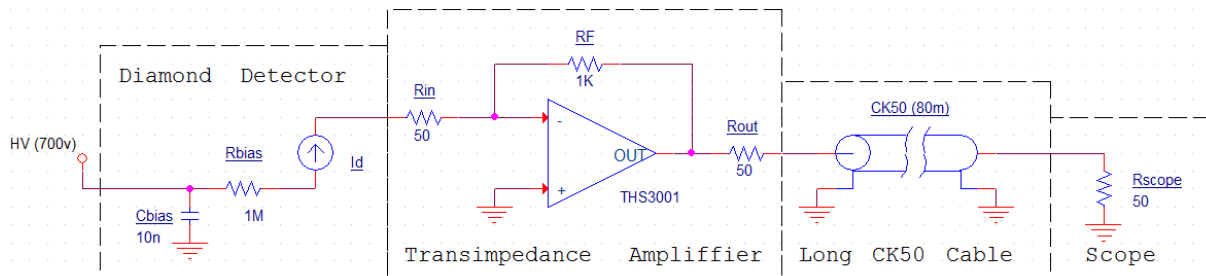 Diamond Detector
HV (700v)
Rbias
1M
Cbias
10n
Id
Rin
50
RF
1K
-
+
OUT
THS3001
Rout
50
Transimpedance Ampliffier
CK50 (80m)
Long CK50 Cable
Rscope
50
Scope